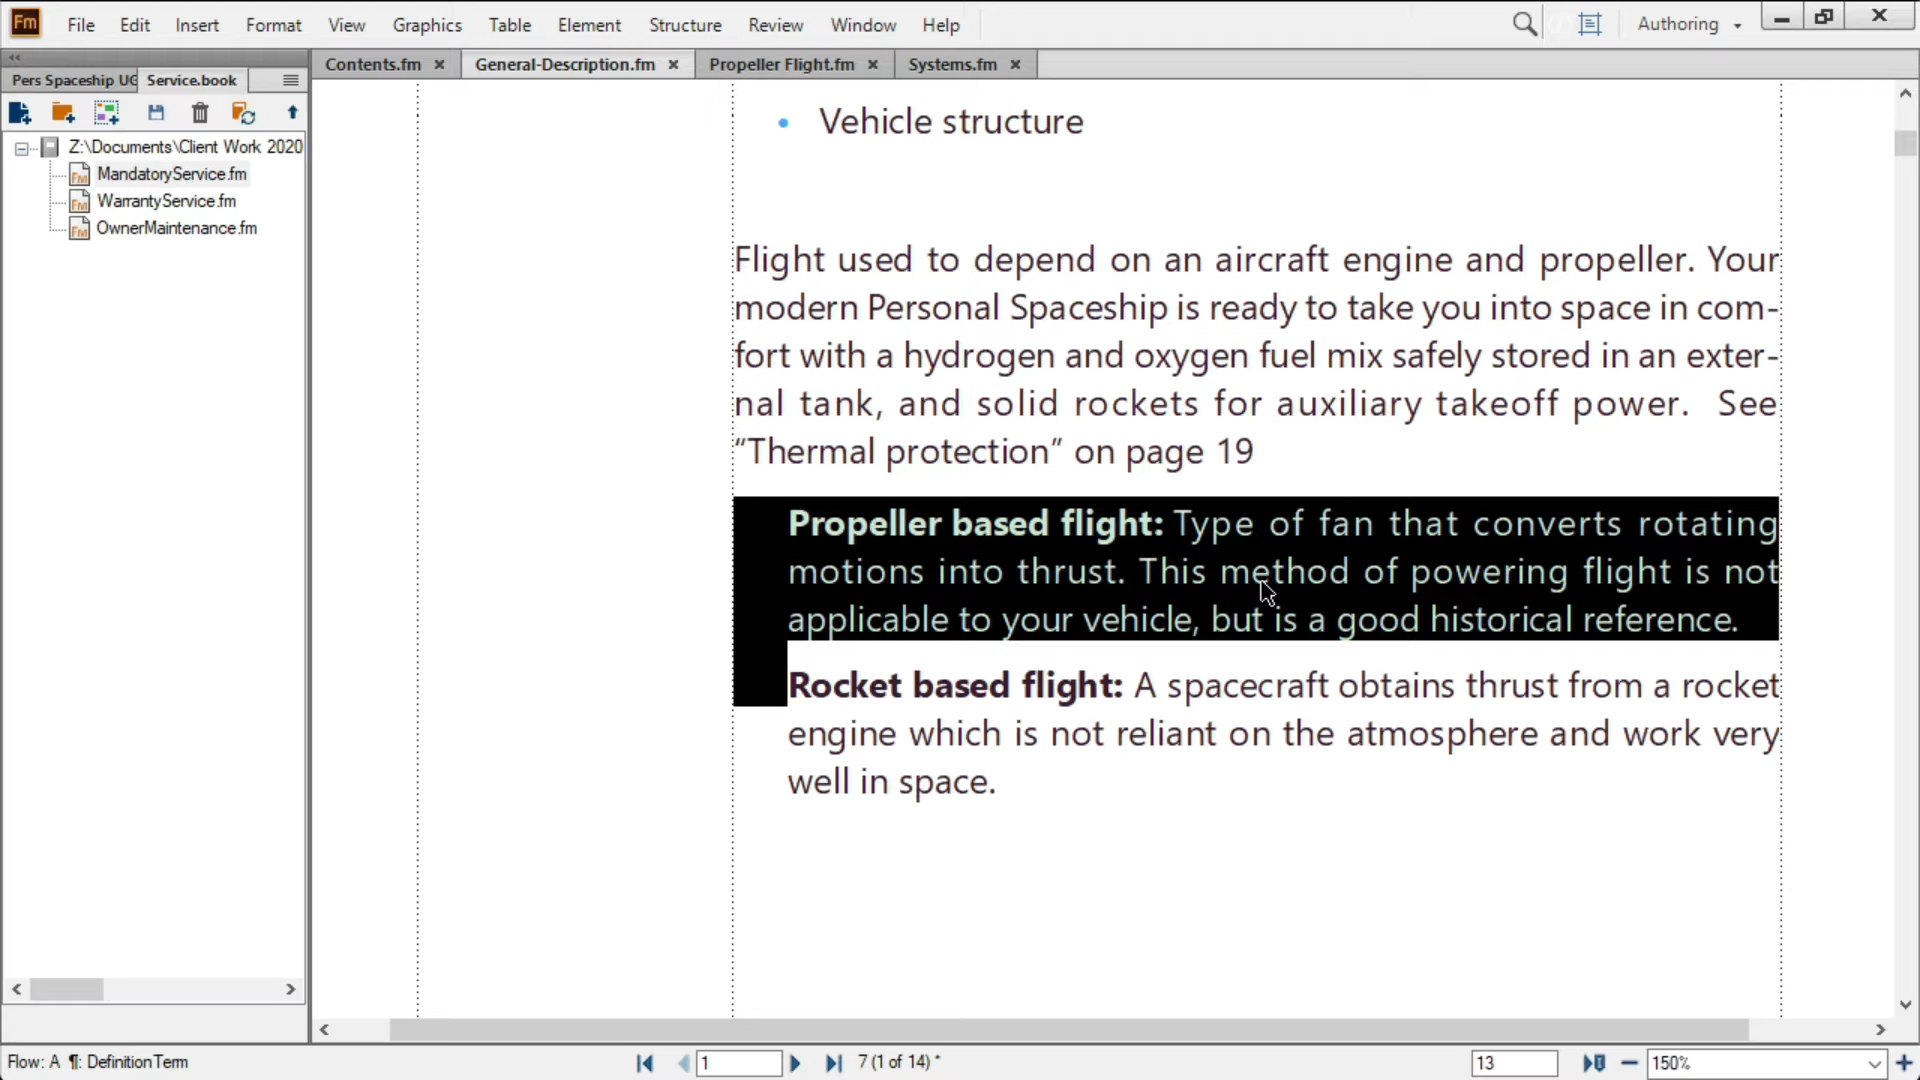 Fm File Edit Insert Format View Graphics Table Element Structure Review Window Help Authoring
Pers Spaceship UG Service.book
Contents.fm General-Description.fm Propeller Flight.fm Systems.fm
Z:\Documents\Client Work 2020
MandatoryService.fm
WarrantyService.fm
OwnerMaintenance.fm
• Vehicle structure
Flight used to depend on an aircraft engine and propeller. Your
modern Personal Spaceship is ready to take you into space in com-
fort with a hydrogen and oxygen fuel mix safely stored in an exter-
nal tank, and solid rockets for auxiliary takeoff power. See
“Thermal protection” on page 19
Propeller based flight: Type of fan that converts rotating
motions into thrust. This method of powering flight is not
applicable to your vehicle, but is a good historical reference.
Rocket based flight: A spacecraft obtains thrust from a rocket
engine which is not reliant on the atmosphere and work very
well in space.
Flow: A ¶: DefinitionTerm
1
7 (1 of 14) *
13
150%